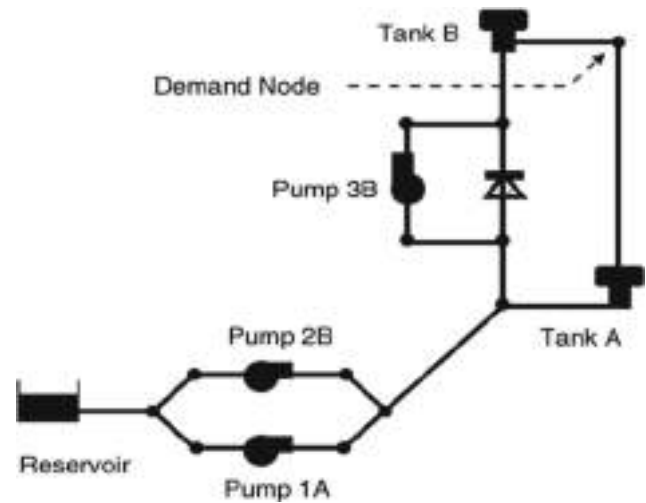 Tank B
Demand Node
Pump 3B
Tank A
Pump 2B
Reservoir
Pump 1A